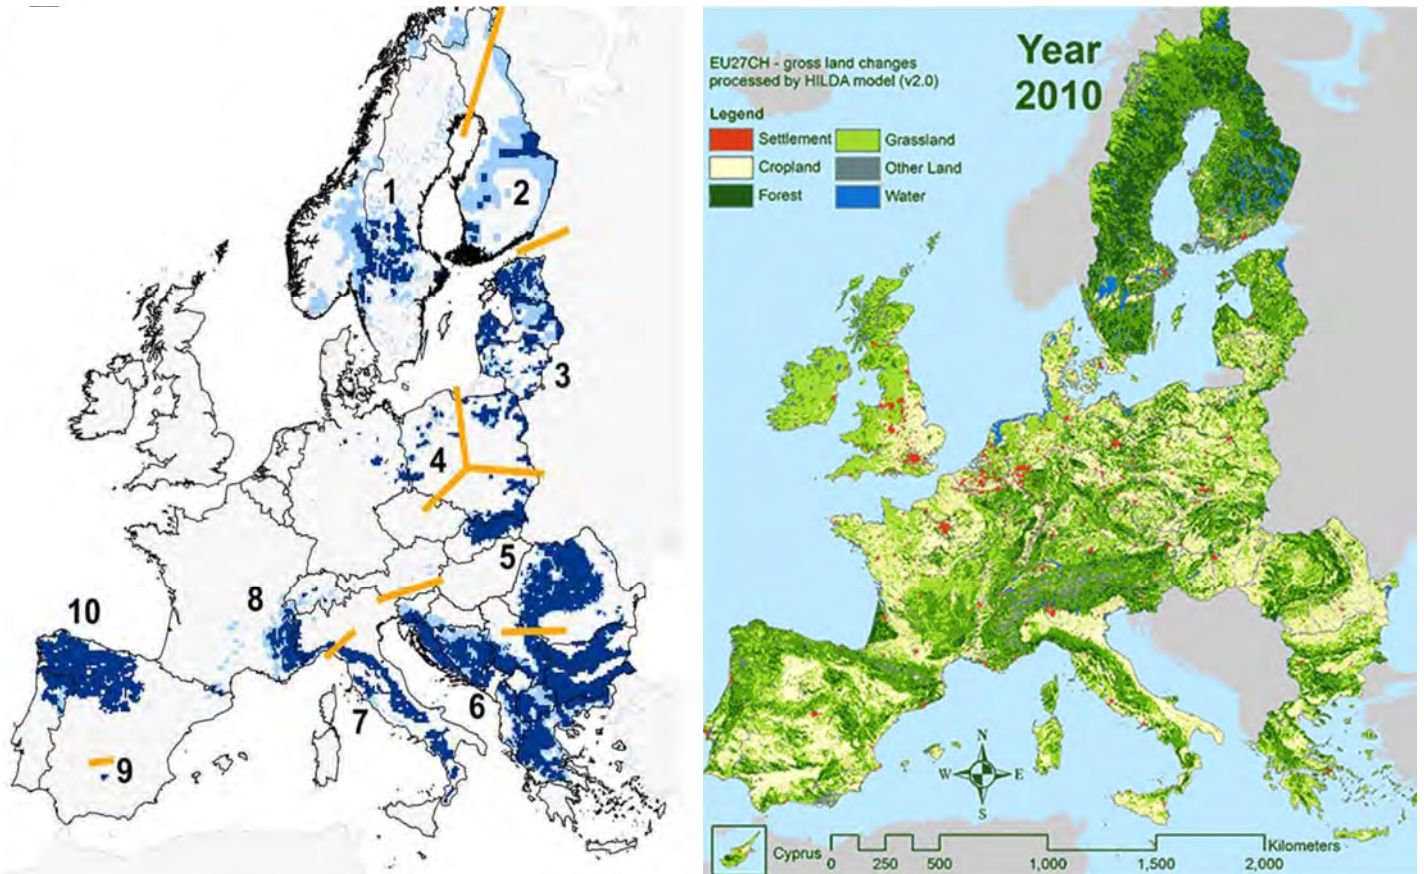 1
2
3
4
5
6
7
8
9
10
Year
2010
EU27CH - gross land changes
processed by HILDA model (v2.0)
Legend
Settlement
Grassland
Cropland
Other Land
Forest
Water
N
W
E
S
Cyprus
Kilometers
0 250 500 1,000 1,500 2,000